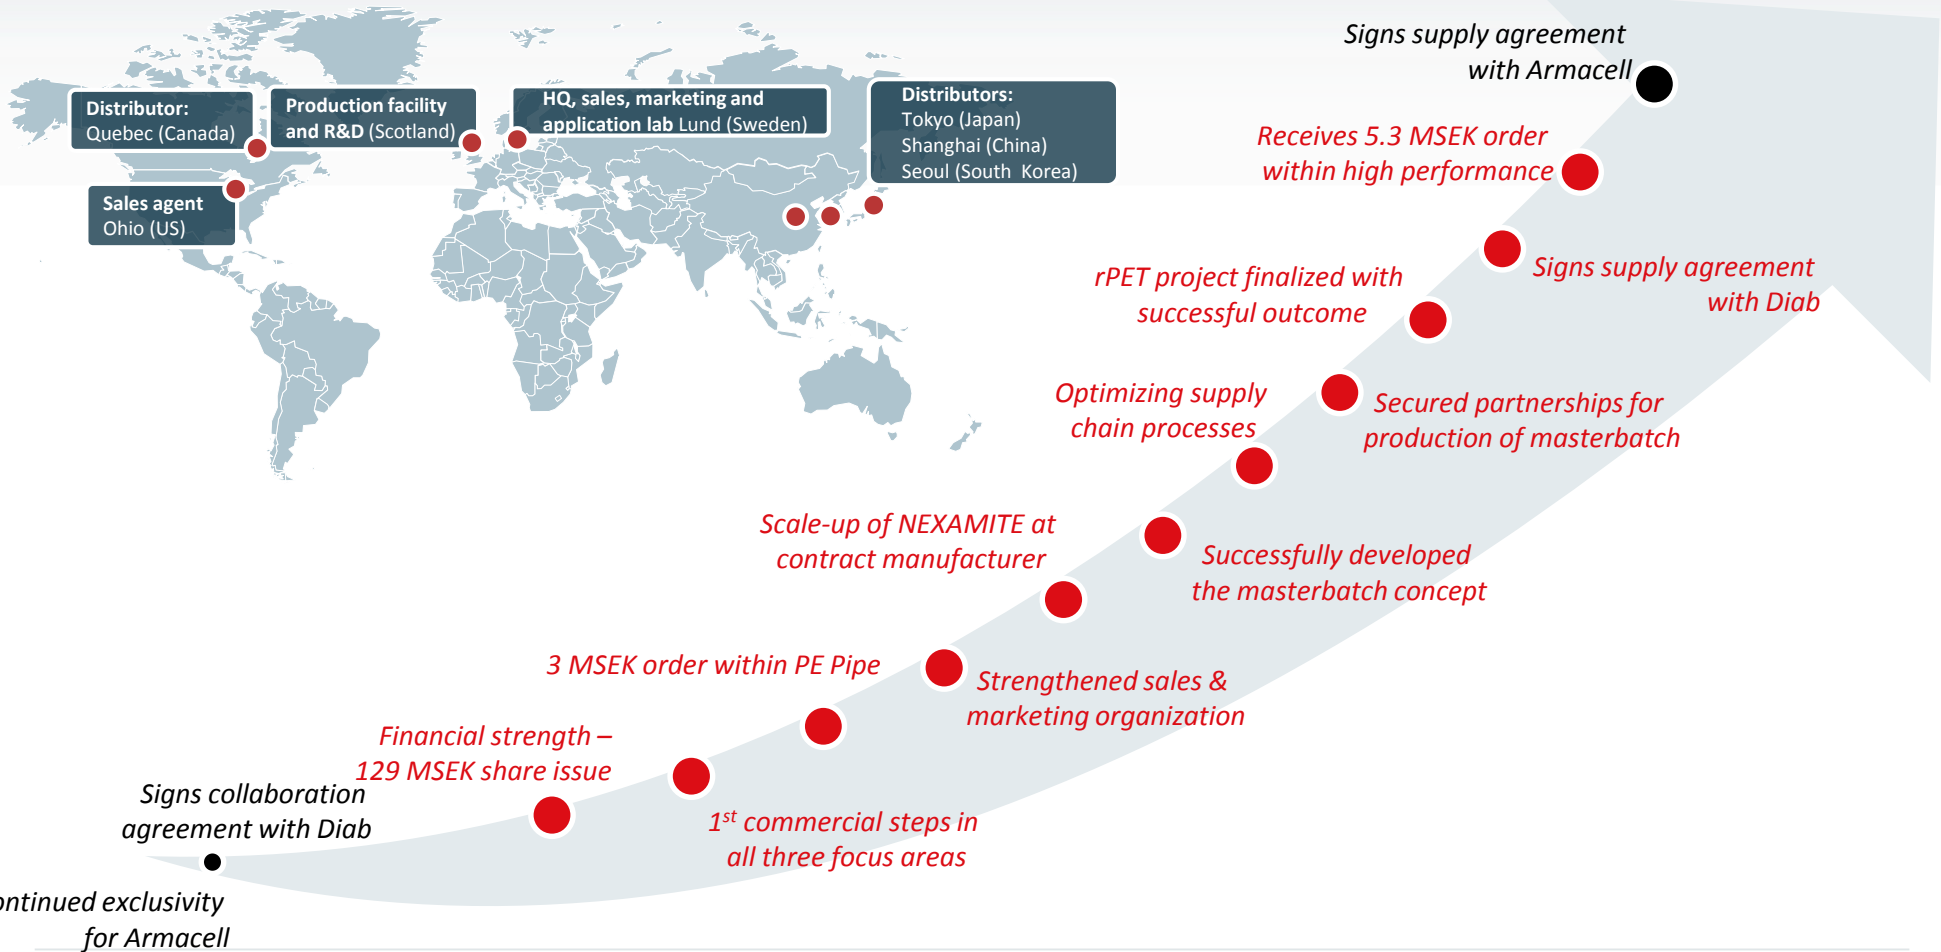 Distributor:
Quebec (Canada)
Production facility
and R&D (Scotland)
HQ, sales, marketing and
application lab Lund (Sweden)
Distributors:
Tokyo (Japan)
Shanghai (China)
Seoul (South Korea)
Sales agent
Ohio (US)
Signs supply agreement
with Armacell
Receives 5.3 MSEK order
within high performance
Signs supply agreement
with Diab
rPET project finalized with
successful outcome
Secured partnerships for
production of masterbatch
Optimizing supply
chain processes
Successfully developed
the masterbatch concept
Scale-up of NEXAMITE at
contract manufacturer
Strengthened sales &
marketing organization
3 MSEK order within PE Pipe
1st commercial steps in
all three focus areas
Financial strength –
129 MSEK share issue
Signs collaboration
agreement with Diab
ontinued exclusivity
for Armacell